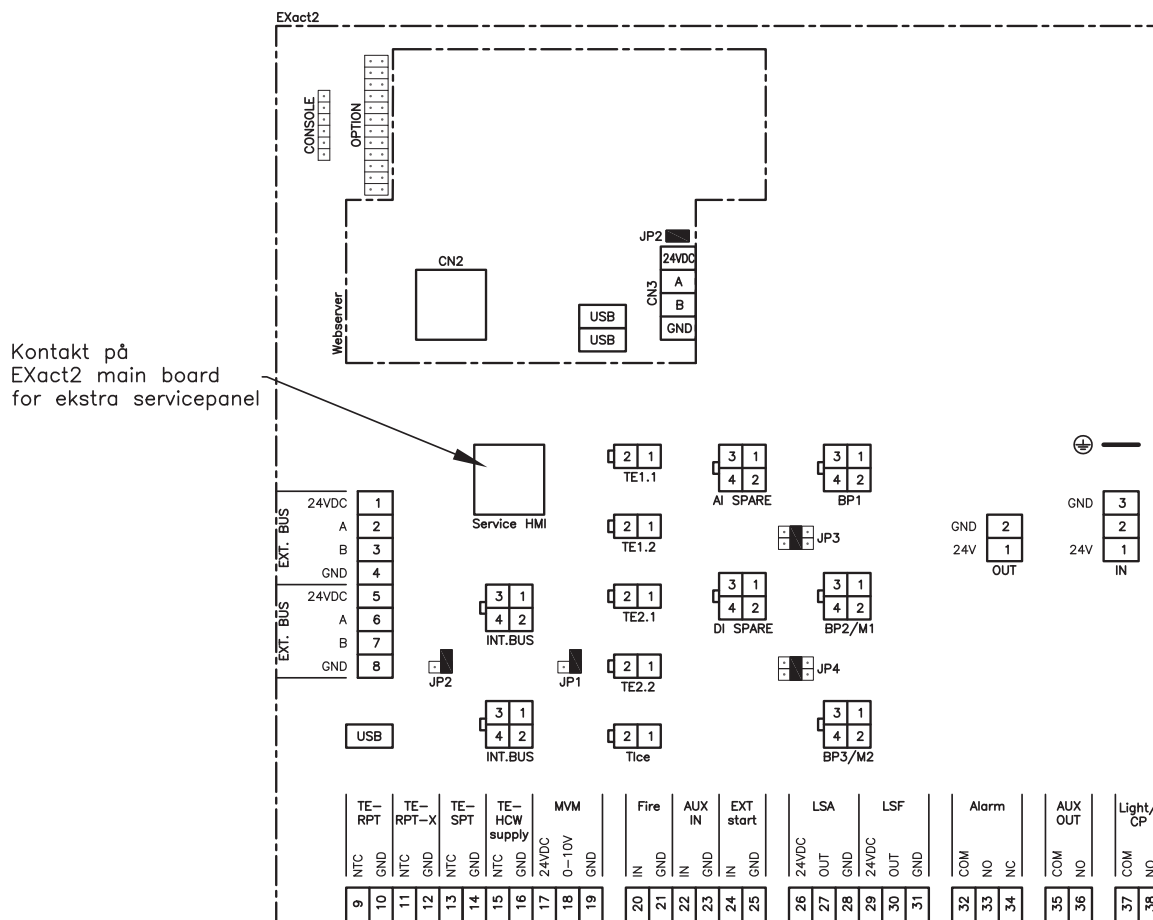 EXact2
CONSOLE
OPTION
JP2
24VDC
A
B
GND
CN3
CN2
USB
USB
Webserver
Kontakt på
EXact2 main board
for ekstra servicepanel
Service HMI
2 1
TE1.1
3 1
4 2
AI SPARE
3 1
4 2
BP1
EXT. BUS
24VDC 1
A 2
B 3
GND 4
EXT. BUS
24VDC 5
A 6
B 7
GND 8
2 1
TE1.2
JP3
GND 2
24V 1
OUT
GND 3
2
24V 1
IN
3 1
4 2
INT.BUS
2 1
TE2.1
3 1
4 2
DI SPARE
3 1
4 2
BP2/M1
JP2
JP1
2 1
TE2.2
JP4
USB
3 1
4 2
INT.BUS
2 1
TIce
3 1
4 2
BP3/M2
TE-
RPT
NTC
GND
9 10
TE-
RPT-X
NTC
GND
11 12
TE-
SPT
NTC
GND
13 14
TE-
HCW
supply
NTC
GND
15 16
MVM
24VDC
0-10V
GND
17 18 19
Fire
IN
GND
20 21
AUX
IN
IN
GND
22 23
EXT
start
IN
GND
24 25
LSA
24VDC
OUT
GND
26 27 28
LSF
24VDC
OUT
GND
29 30 31
Alarm
COM
NO
NC
32 33 34
AUX
OUT
COM
NO
35 36
Light/
CP
COM
NO
37 38